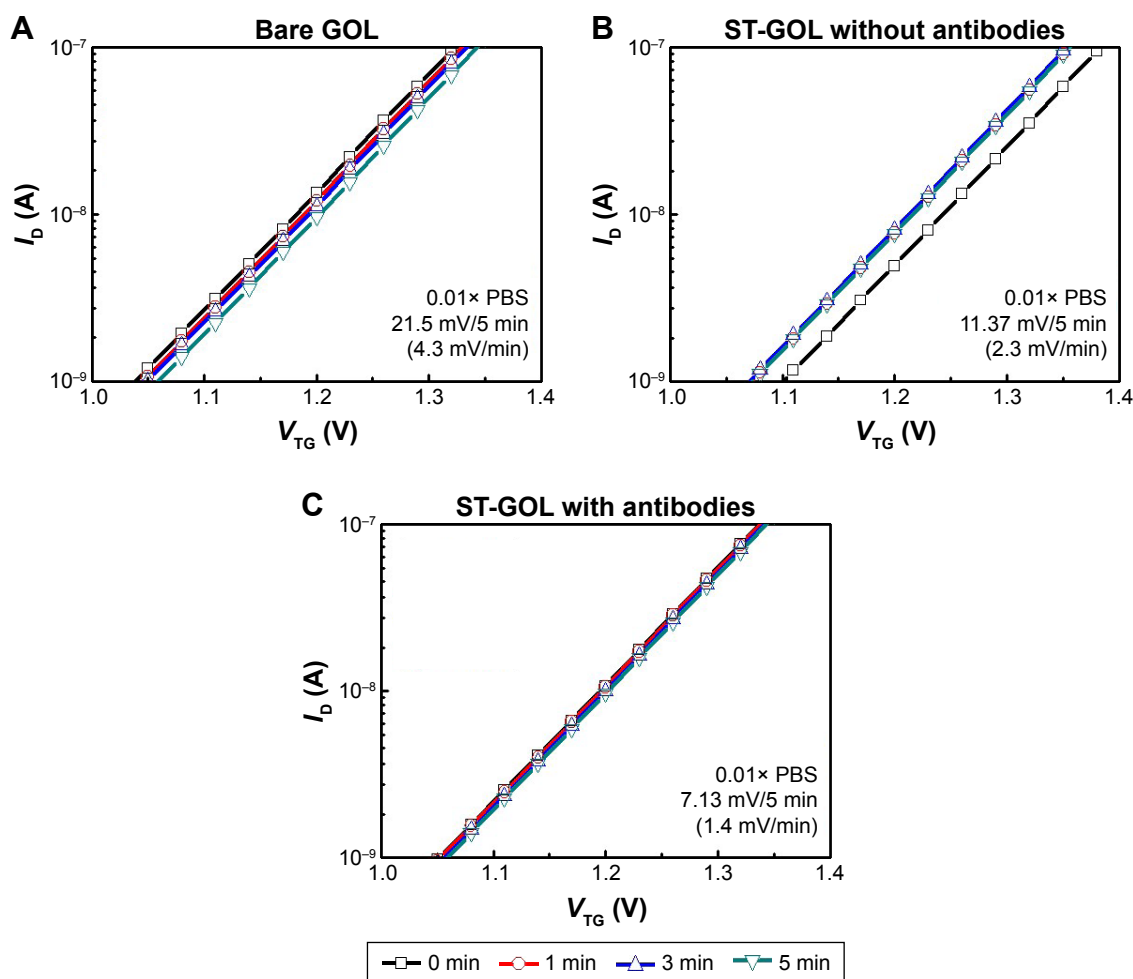 A
Bare GOL
10⁻⁷
10⁻⁸
10⁻⁹
I_D (A)
0.01× PBS
21.5 mV/5 min
(4.3 mV/min)
1.0 1.1 1.2 1.3 1.4
V_TG (V)
B
ST-GOL without antibodies
10⁻⁷
10⁻⁸
10⁻⁹
I_D (A)
0.01× PBS
11.37 mV/5 min
(2.3 mV/min)
1.0 1.1 1.2 1.3 1.4
V_TG (V)
C
ST-GOL with antibodies
10⁻⁷
10⁻⁸
10⁻⁹
I_D (A)
0.01× PBS
7.13 mV/5 min
(1.4 mV/min)
1.0 1.1 1.2 1.3 1.4
V_TG (V)
0 min 1 min 3 min 5 min